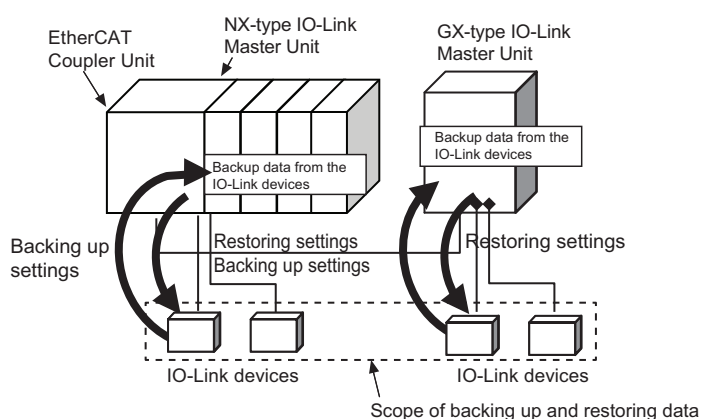 EtherCAT
Coupler Unit
NX-type IO-Link
Master Unit
GX-type IO-Link
Master Unit
Backup data from the
IO-Link devices
Backup data from the
IO-Link devices
Backing up
settings
Restoring settings
Backing up settings
Restoring settings
IO-Link devices
IO-Link devices
Scope of backing up and restoring data